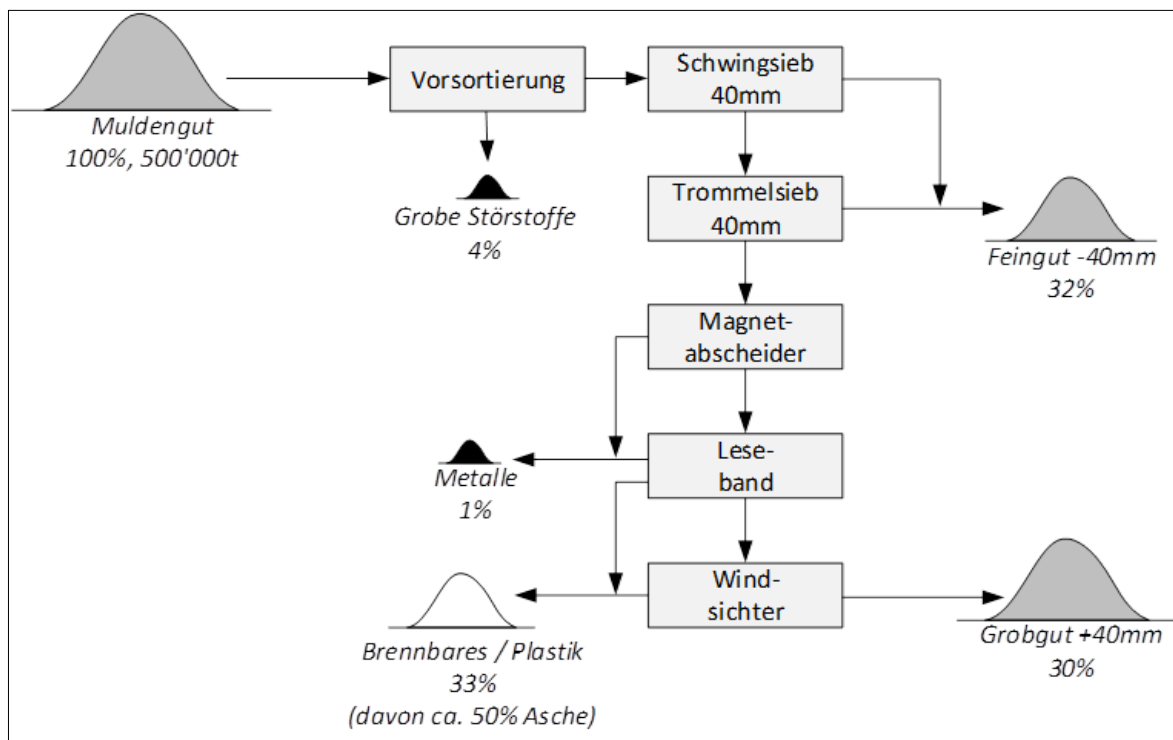 Vorsortierung
Schwingsieb
40mm
Muldengut
100%, 500'000t
Trommelsieb
40mm
Grobe Störstoffe
4%
Feingut -40mm
32%
Magnet-
abscheider
Lese-
band
Metalle
1%
Wind-
sichter
Brennbares / Plastik
33%
(davon ca. 50% Asche)
Grobgut +40mm
30%